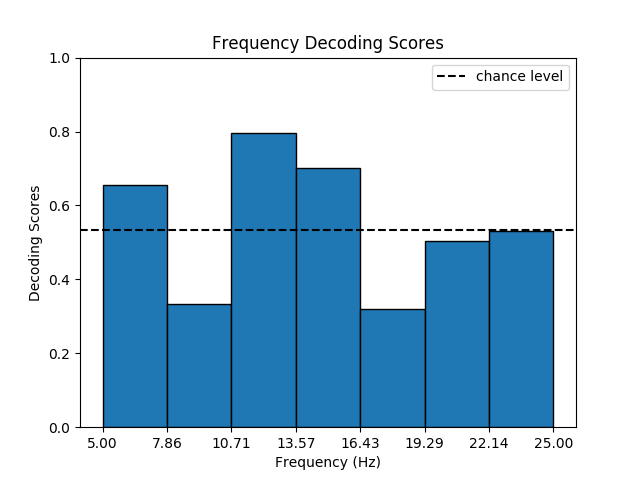 Frequency Decoding Scores
chance level
Decoding Scores
1.0
0.8
0.6
0.4
0.2
0.0
5.00 7.86 10.71 13.57 16.43 19.29 22.14 25.00
Frequency (Hz)